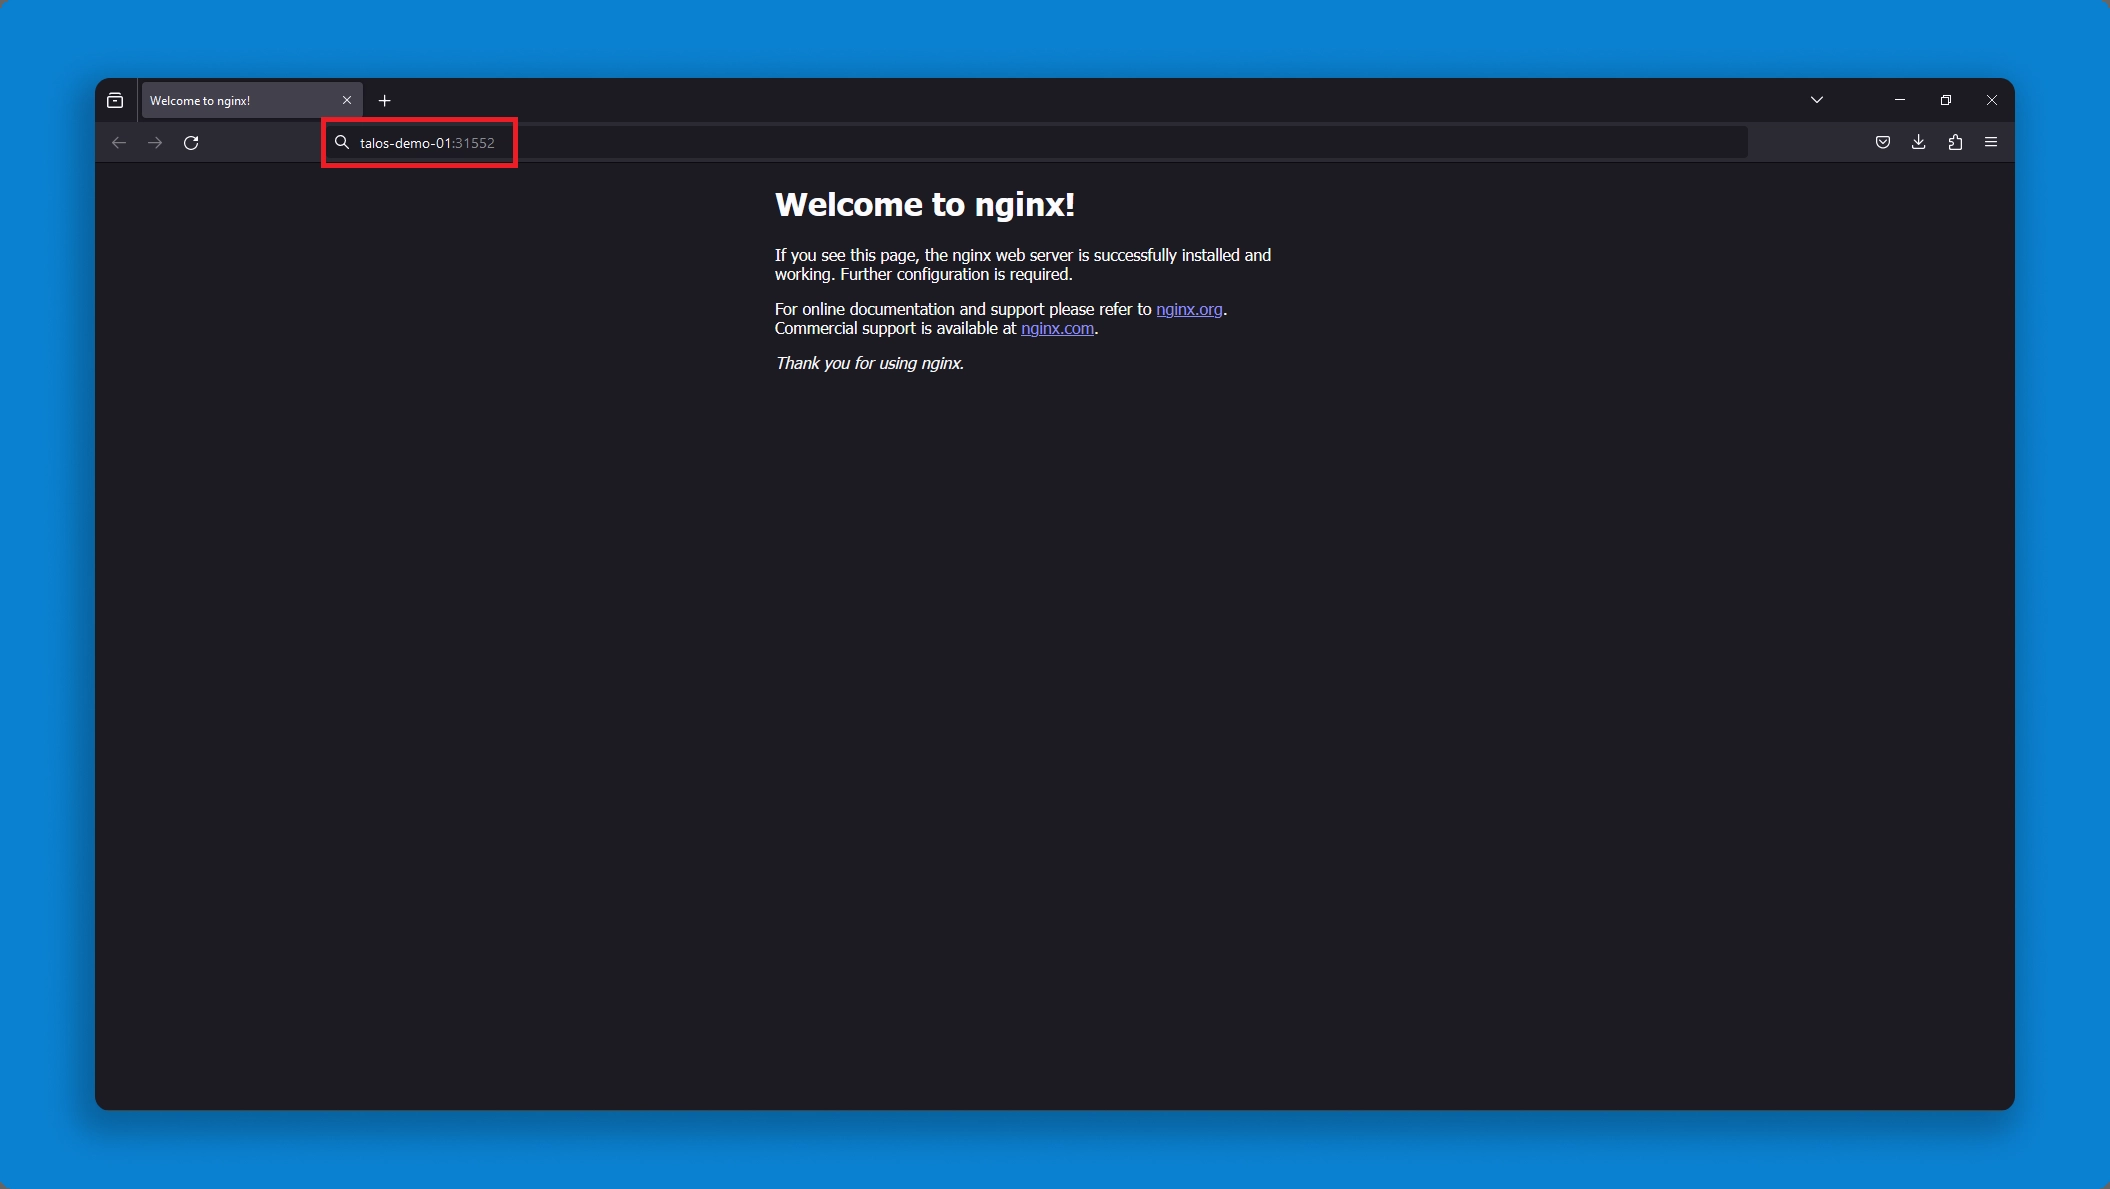 Welcome to nginx!
talos-demo-01:31552
Welcome to nginx!
If you see this page, the nginx web server is successfully installed and
working. Further configuration is required.
For online documentation and support please refer to nginx.org.
Commercial support is available at nginx.com.
Thank you for using nginx.